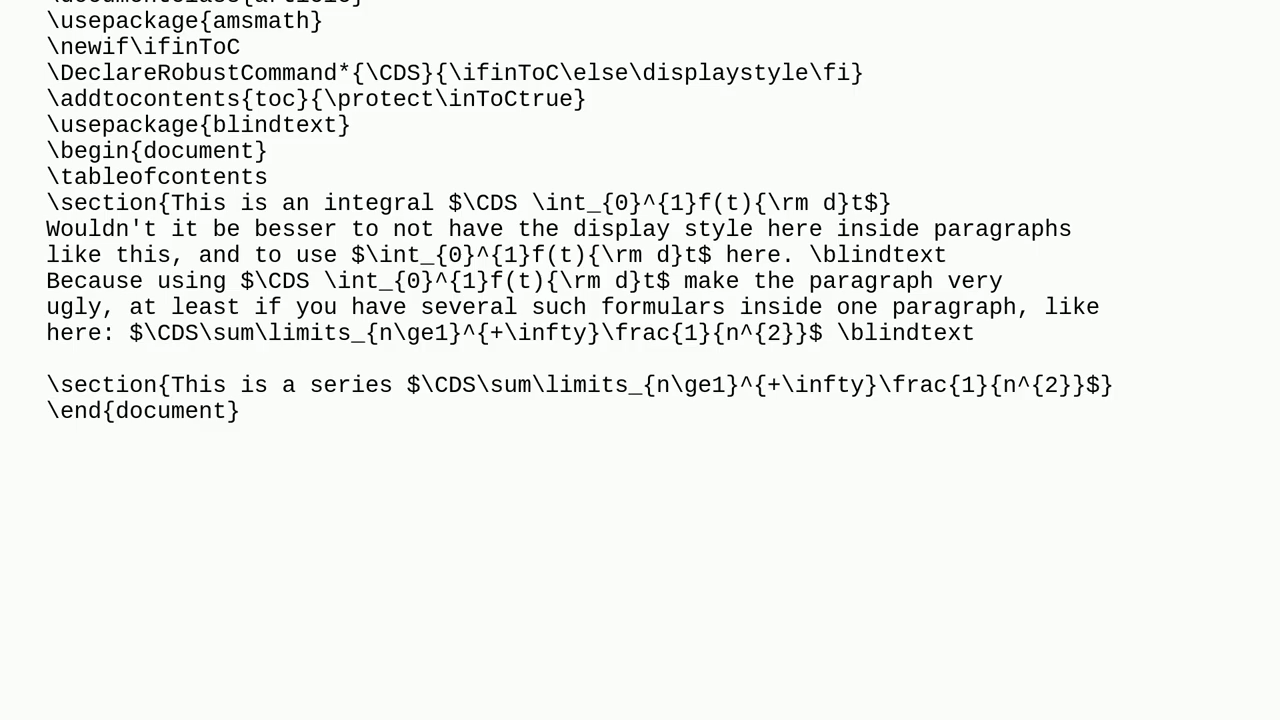 \documentclass{article}
\usepackage{amsmath}
\newif\ifinToC
\DeclareRobustCommand*{\CDS}{\ifinToC\else\displaystyle\fi}
\addtocontents{toc}{\protect\inToCtrue}
\usepackage{blindtext}
\begin{document}
\tableofcontents
\section{This is an integral $\CDS \int_{0}^{1}f(t){\rm d}t$}
Wouldn't it be besser to not have the display style here inside paragraphs
like this, and to use $\int_{0}^{1}f(t){\rm d}t$ here. \blindtext
Because using $\CDS \int_{0}^{1}f(t){\rm d}t$ make the paragraph very
ugly, at least if you have several such formulars inside one paragraph, like
here: $\CDS\sum\limits_{n\ge1}^{+\infty}\frac{1}{n^{2}}$ \blindtext
\section{This is a series $\CDS\sum\limits_{n\ge1}^{+\infty}\frac{1}{n^{2}}$}
\end{document}